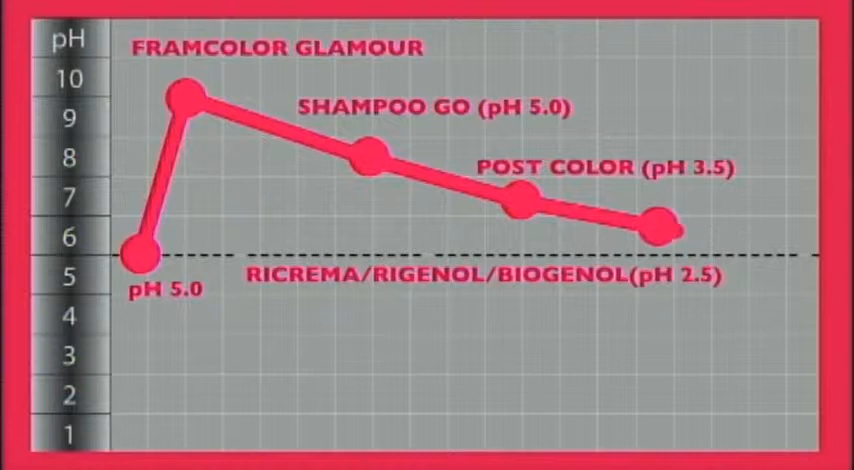 pH
FRAMCOLOR GLAMOUR
10
SHAMPOO GO (pH 5.0)
9
8
POST COLOR (pH 3.5)
7
6
RICREMA/RIGENOL/BIOGENOL(pH 2.5)
5
pH 5.0
4
3
2
1